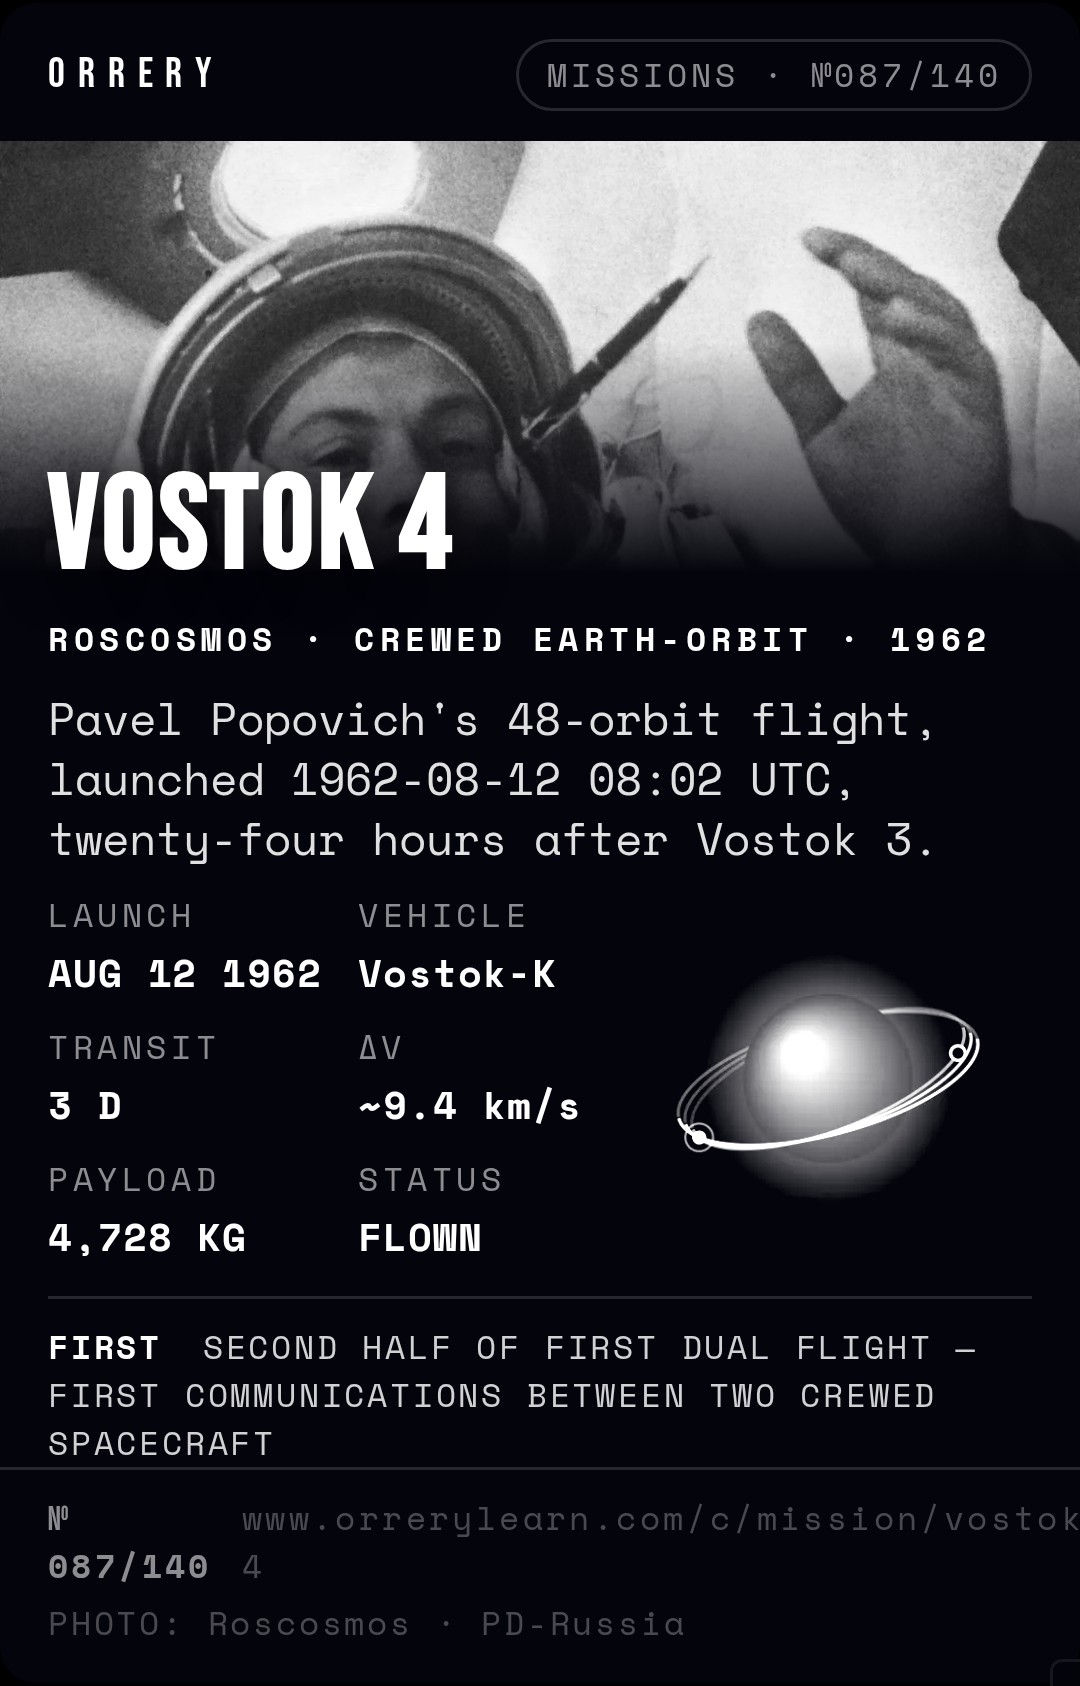 ORRERY
MISSIONS · №087/140
VOSTOK 4
ROSCOSMOS · CREWED EARTH-ORBIT · 1962
Pavel Popovich's 48-orbit flight,
launched 1962-08-12 08:02 UTC,
twenty-four hours after Vostok 3.
LAUNCH VEHICLE
AUG 12 1962 Vostok-K
TRANSIT ΔV
3 D ~9.4 km/s
PAYLOAD STATUS
4,728 KG FLOWN
FIRST SECOND HALF OF FIRST DUAL FLIGHT —
FIRST COMMUNICATIONS BETWEEN TWO CREWED
SPACECRAFT
№ www.orrerylearn.com/c/mission/vostok
087/140 4
PHOTO: Roscosmos · PD-Russia